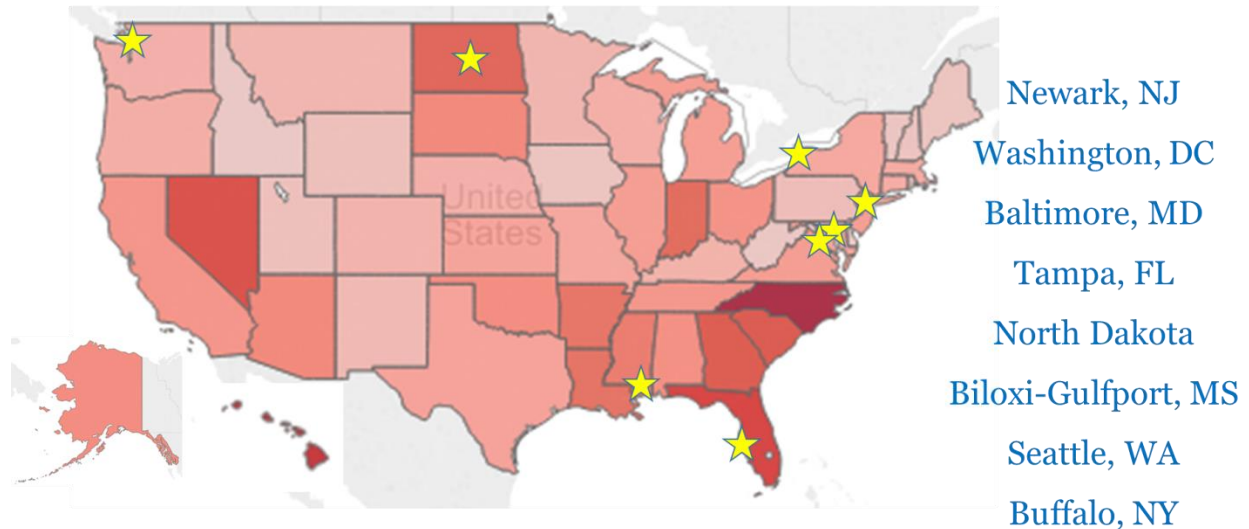 United
States
Newark, NJ
Washington, DC
Baltimore, MD
Tampa, FL
North Dakota
Biloxi-Gulfport, MS
Seattle, WA
Buffalo, NY